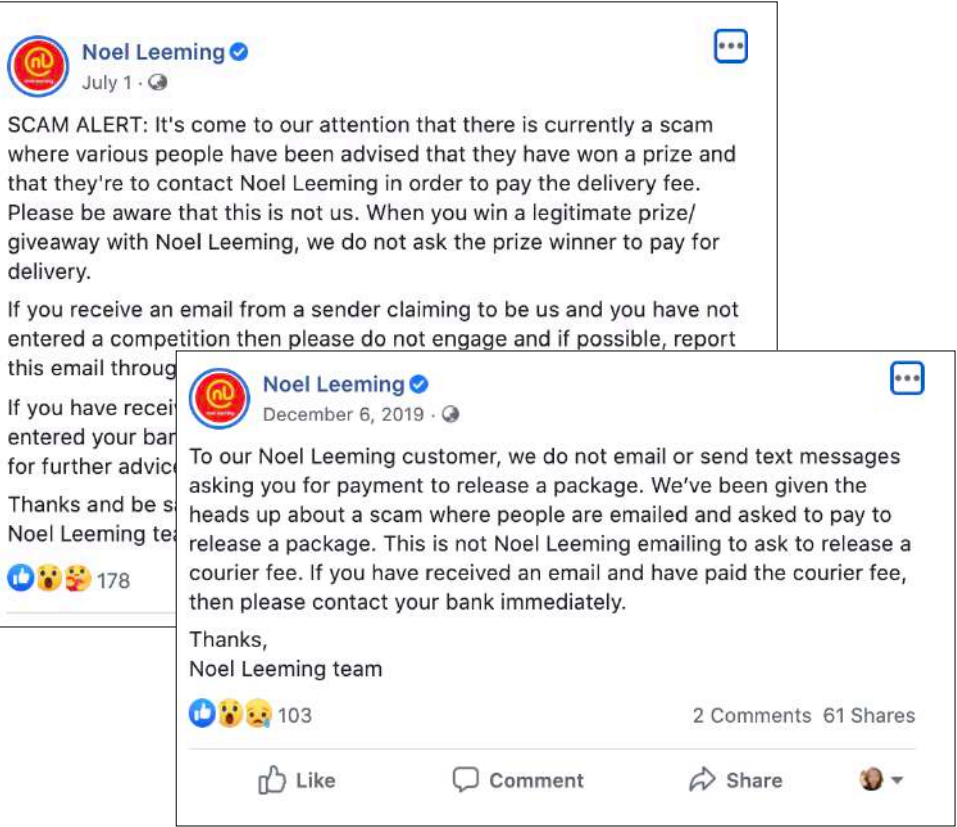 Noel Leeming
July 1 ·
SCAM ALERT: It's come to our attention that there is currently a scam
where various people have been advised that they have won a prize and
that they're to contact Noel Leeming in order to pay the delivery fee.
Please be aware that this is not us. When you win a legitimate prize/
giveaway with Noel Leeming, we do not ask the prize winner to pay for
delivery.
If you receive an email from a sender claiming to be us and you have not
entered a competition then please do not engage and if possible, report
this email
If you have
entered your
for further
Thanks and be
Noel Leeming
178
Noel Leeming
December 6, 2019 ·
To our Noel Leeming customer, we do not email or send text messages
asking you for payment to release a package. We've been given the
heads up about a scam where people are emailed and asked to pay to
release a package. This is not Noel Leeming emailing to ask to release a
courier fee. If you have received an email and have paid the courier fee,
then please contact your bank immediately.
Thanks,
Noel Leeming team
103
2 Comments 61 Shares
Like Comment Share